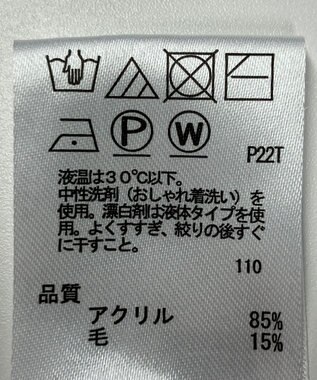 P W
P22T
液温は30℃以下。
中性洗剤(おしゃれ着洗い)を
使用。漂白剤は液体タイプを使
用。よくすすぎ、絞りの後すぐ
に干すこと。
110
品質
アクリル 85%
毛 15%